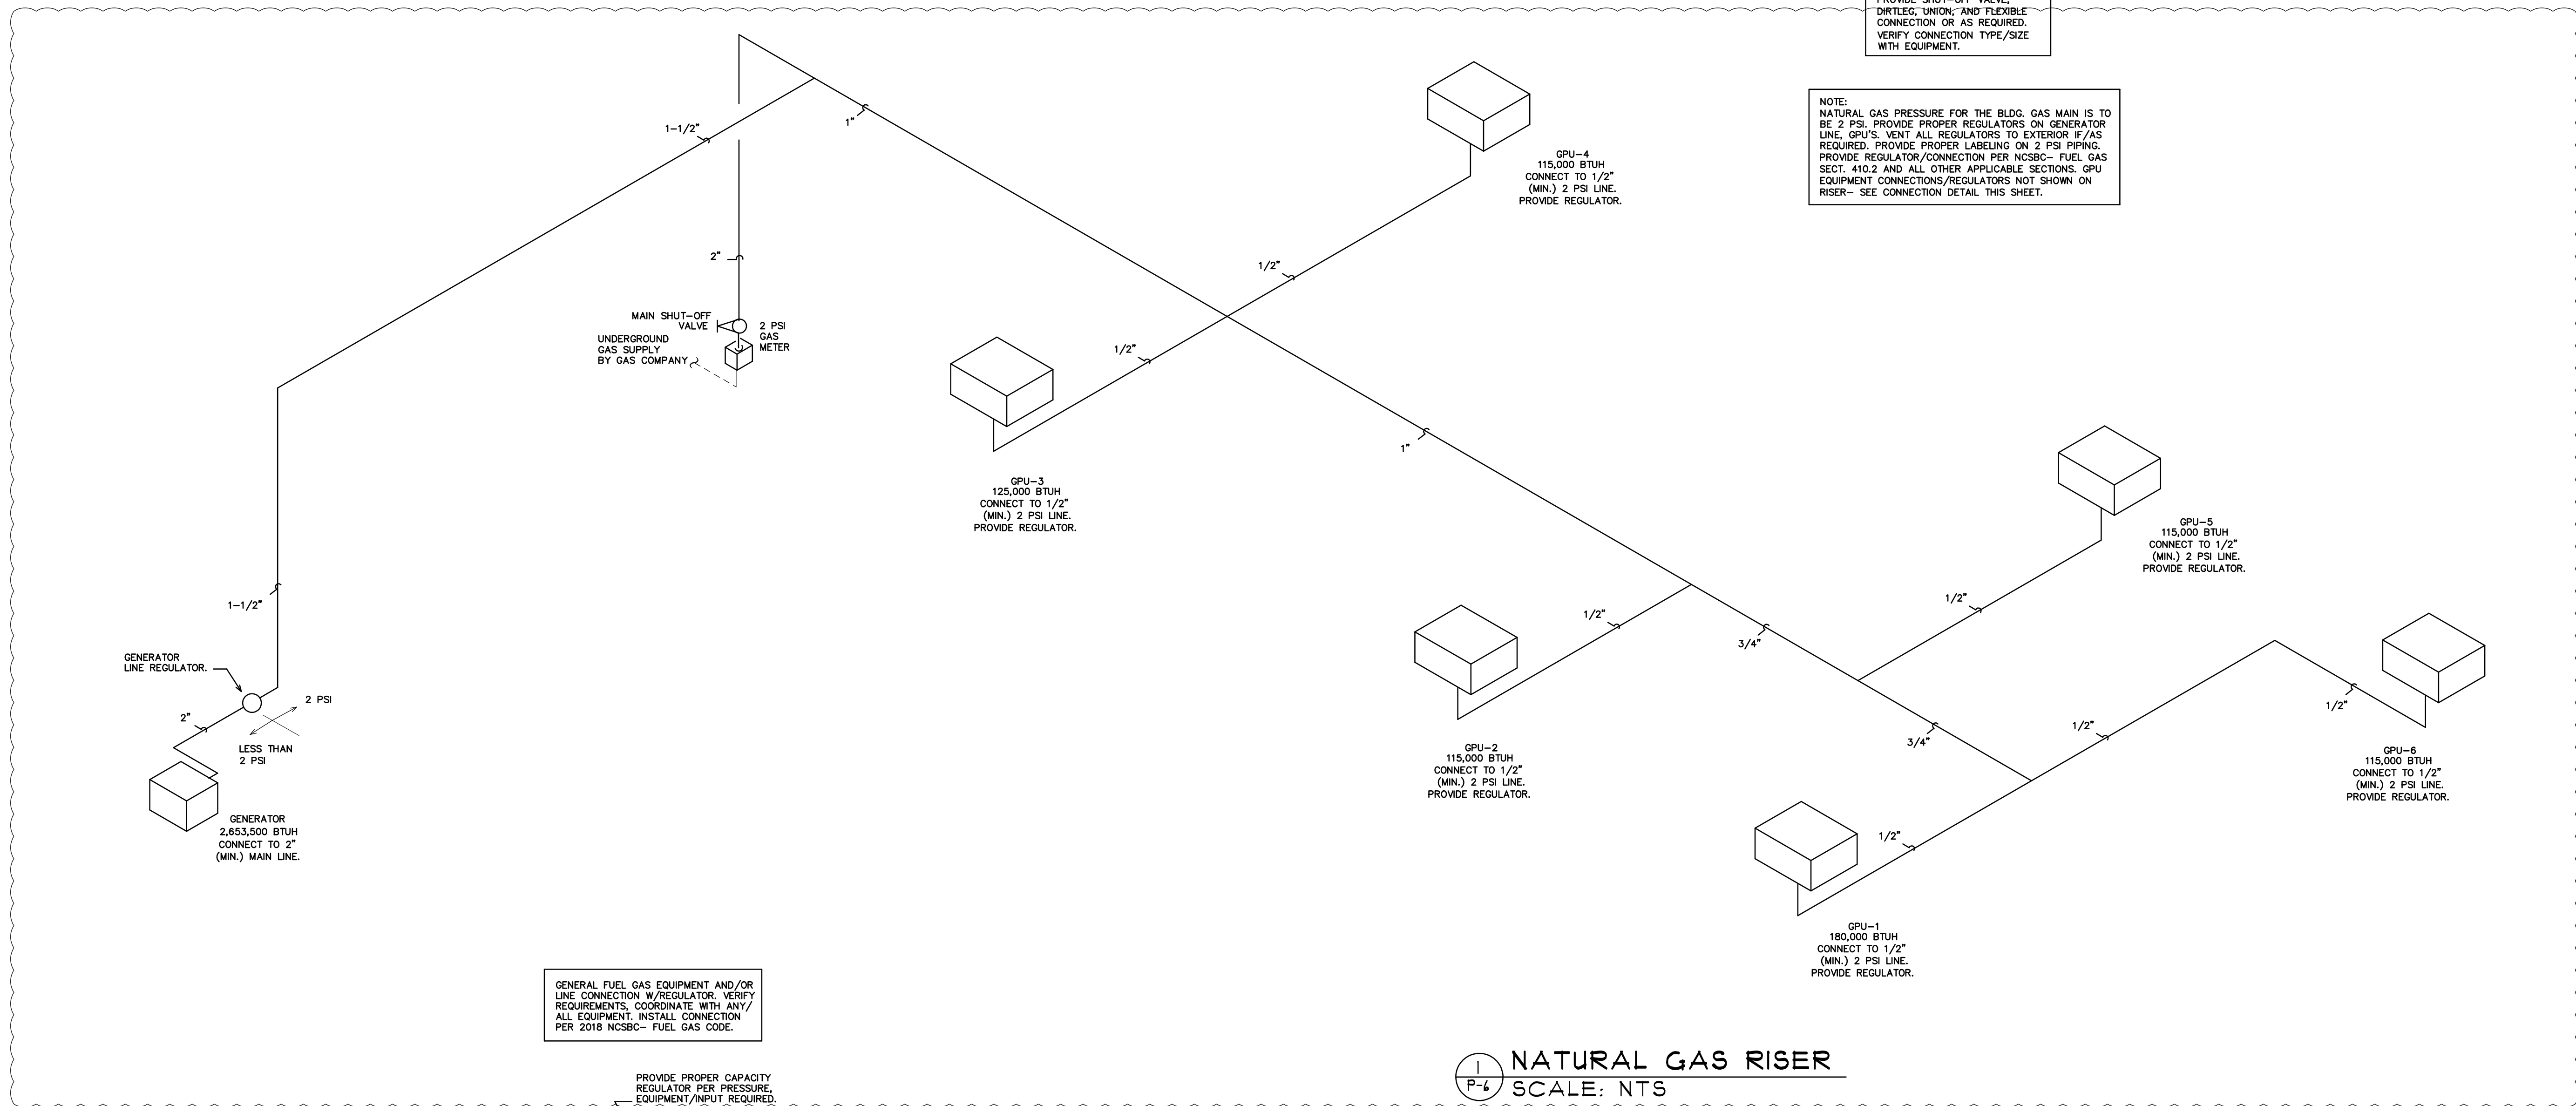 PROVIDE SHUT-OFF VALVE,
DIRTLEG, UNION, AND FLEXIBLE
CONNECTION OR AS REQUIRED.
VERIFY CONNECTION TYPE/SIZE
WITH EQUIPMENT.
NOTE:
NATURAL GAS PRESSURE FOR THE BLDG. GAS MAIN IS TO
BE 2 PSI. PROVIDE PROPER REGULATORS ON GENERATOR
LINE, GPU'S. VENT ALL REGULATORS TO EXTERIOR IF/AS
REQUIRED. PROVIDE PROPER LABELING ON 2 PSI PIPING.
PROVIDE REGULATOR/CONNECTION PER NCSBC- FUEL GAS
SECT. 410.2 AND ALL OTHER APPLICABLE SECTIONS. GPU
EQUIPMENT CONNECTIONS/REGULATORS NOT SHOWN ON
RISER- SEE CONNECTION DETAIL THIS SHEET.
1-1/2"
1"
GPU-4
115,000 BTUH
CONNECT TO 1/2"
(MIN.) 2 PSI LINE.
PROVIDE REGULATOR.
2"
1/2"
MAIN SHUT-OFF
VALVE
2 PSI
GAS
METER
UNDERGROUND
GAS SUPPLY
BY GAS COMPANY
1/2"
1"
GPU-3
125,000 BTUH
CONNECT TO 1/2"
(MIN.) 2 PSI LINE.
PROVIDE REGULATOR.
GPU-5
115,000 BTUH
CONNECT TO 1/2"
(MIN.) 2 PSI LINE.
PROVIDE REGULATOR.
1-1/2"
1/2"
1/2"
3/4"
GENERATOR
LINE REGULATOR.
2 PSI
2"
LESS THAN
2 PSI
1/2"
1/2"
3/4"
GPU-2
115,000 BTUH
CONNECT TO 1/2"
(MIN.) 2 PSI LINE.
PROVIDE REGULATOR.
GPU-6
115,000 BTUH
CONNECT TO 1/2"
(MIN.) 2 PSI LINE.
PROVIDE REGULATOR.
GENERATOR
2,653,500 BTUH
CONNECT TO 2"
(MIN.) MAIN LINE.
1/2"
GPU-1
180,000 BTUH
CONNECT TO 1/2"
(MIN.) 2 PSI LINE.
PROVIDE REGULATOR.
GENERAL FUEL GAS EQUIPMENT AND/OR
LINE CONNECTION W/REGULATOR. VERIFY
REQUIREMENTS, COORDINATE WITH ANY/
ALL EQUIPMENT. INSTALL CONNECTION
PER 2018 NCSBC- FUEL GAS CODE.
PROVIDE PROPER CAPACITY
REGULATOR PER PRESSURE,
EQUIPMENT/INPUT REQUIRED.
1
P-6
NATURAL GAS RISER
SCALE: NTS